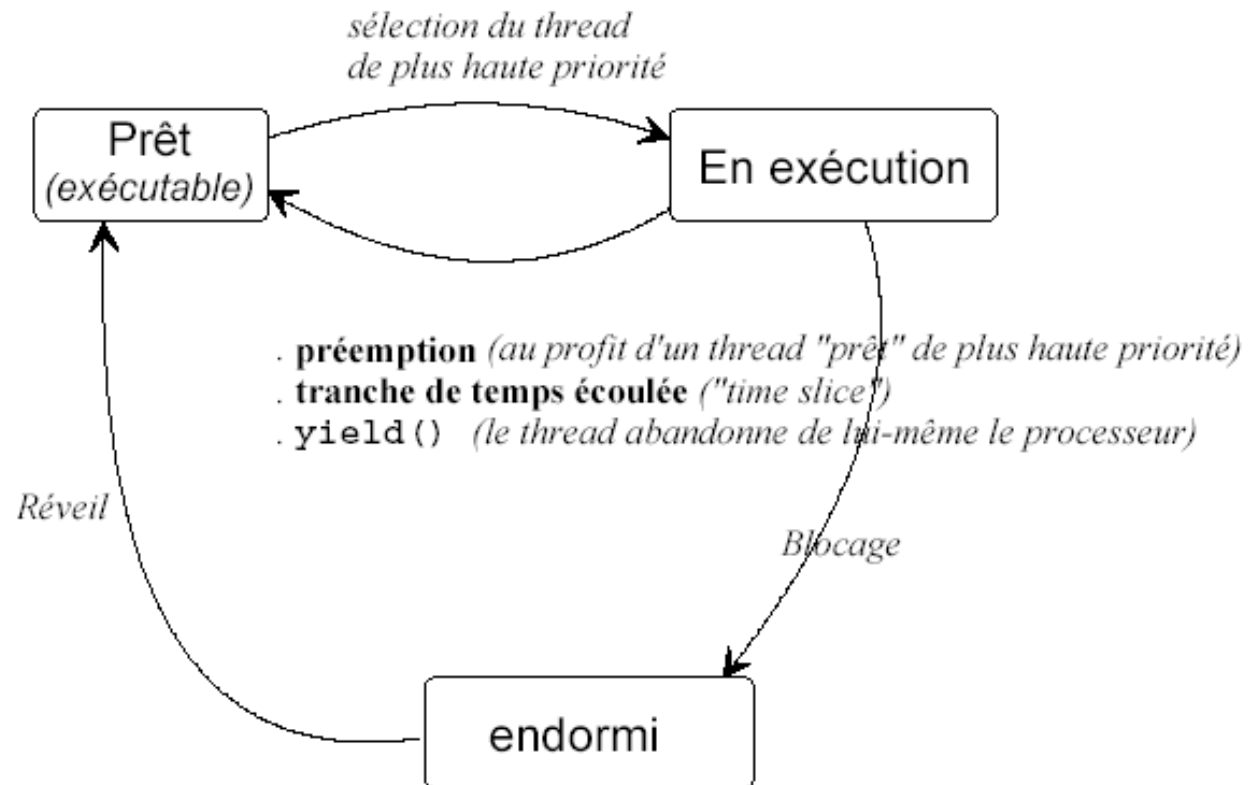 sélection du thread
de plus haute priorité
Prêt
(exécutable)
En exécution
. préemption (au profit d'un thread "prêt" de plus haute priorité)
. tranche de temps écoulée ("time slice")
. yield() (le thread abandonne de lui-même le processeur)
Réveil
Blocage
endormi